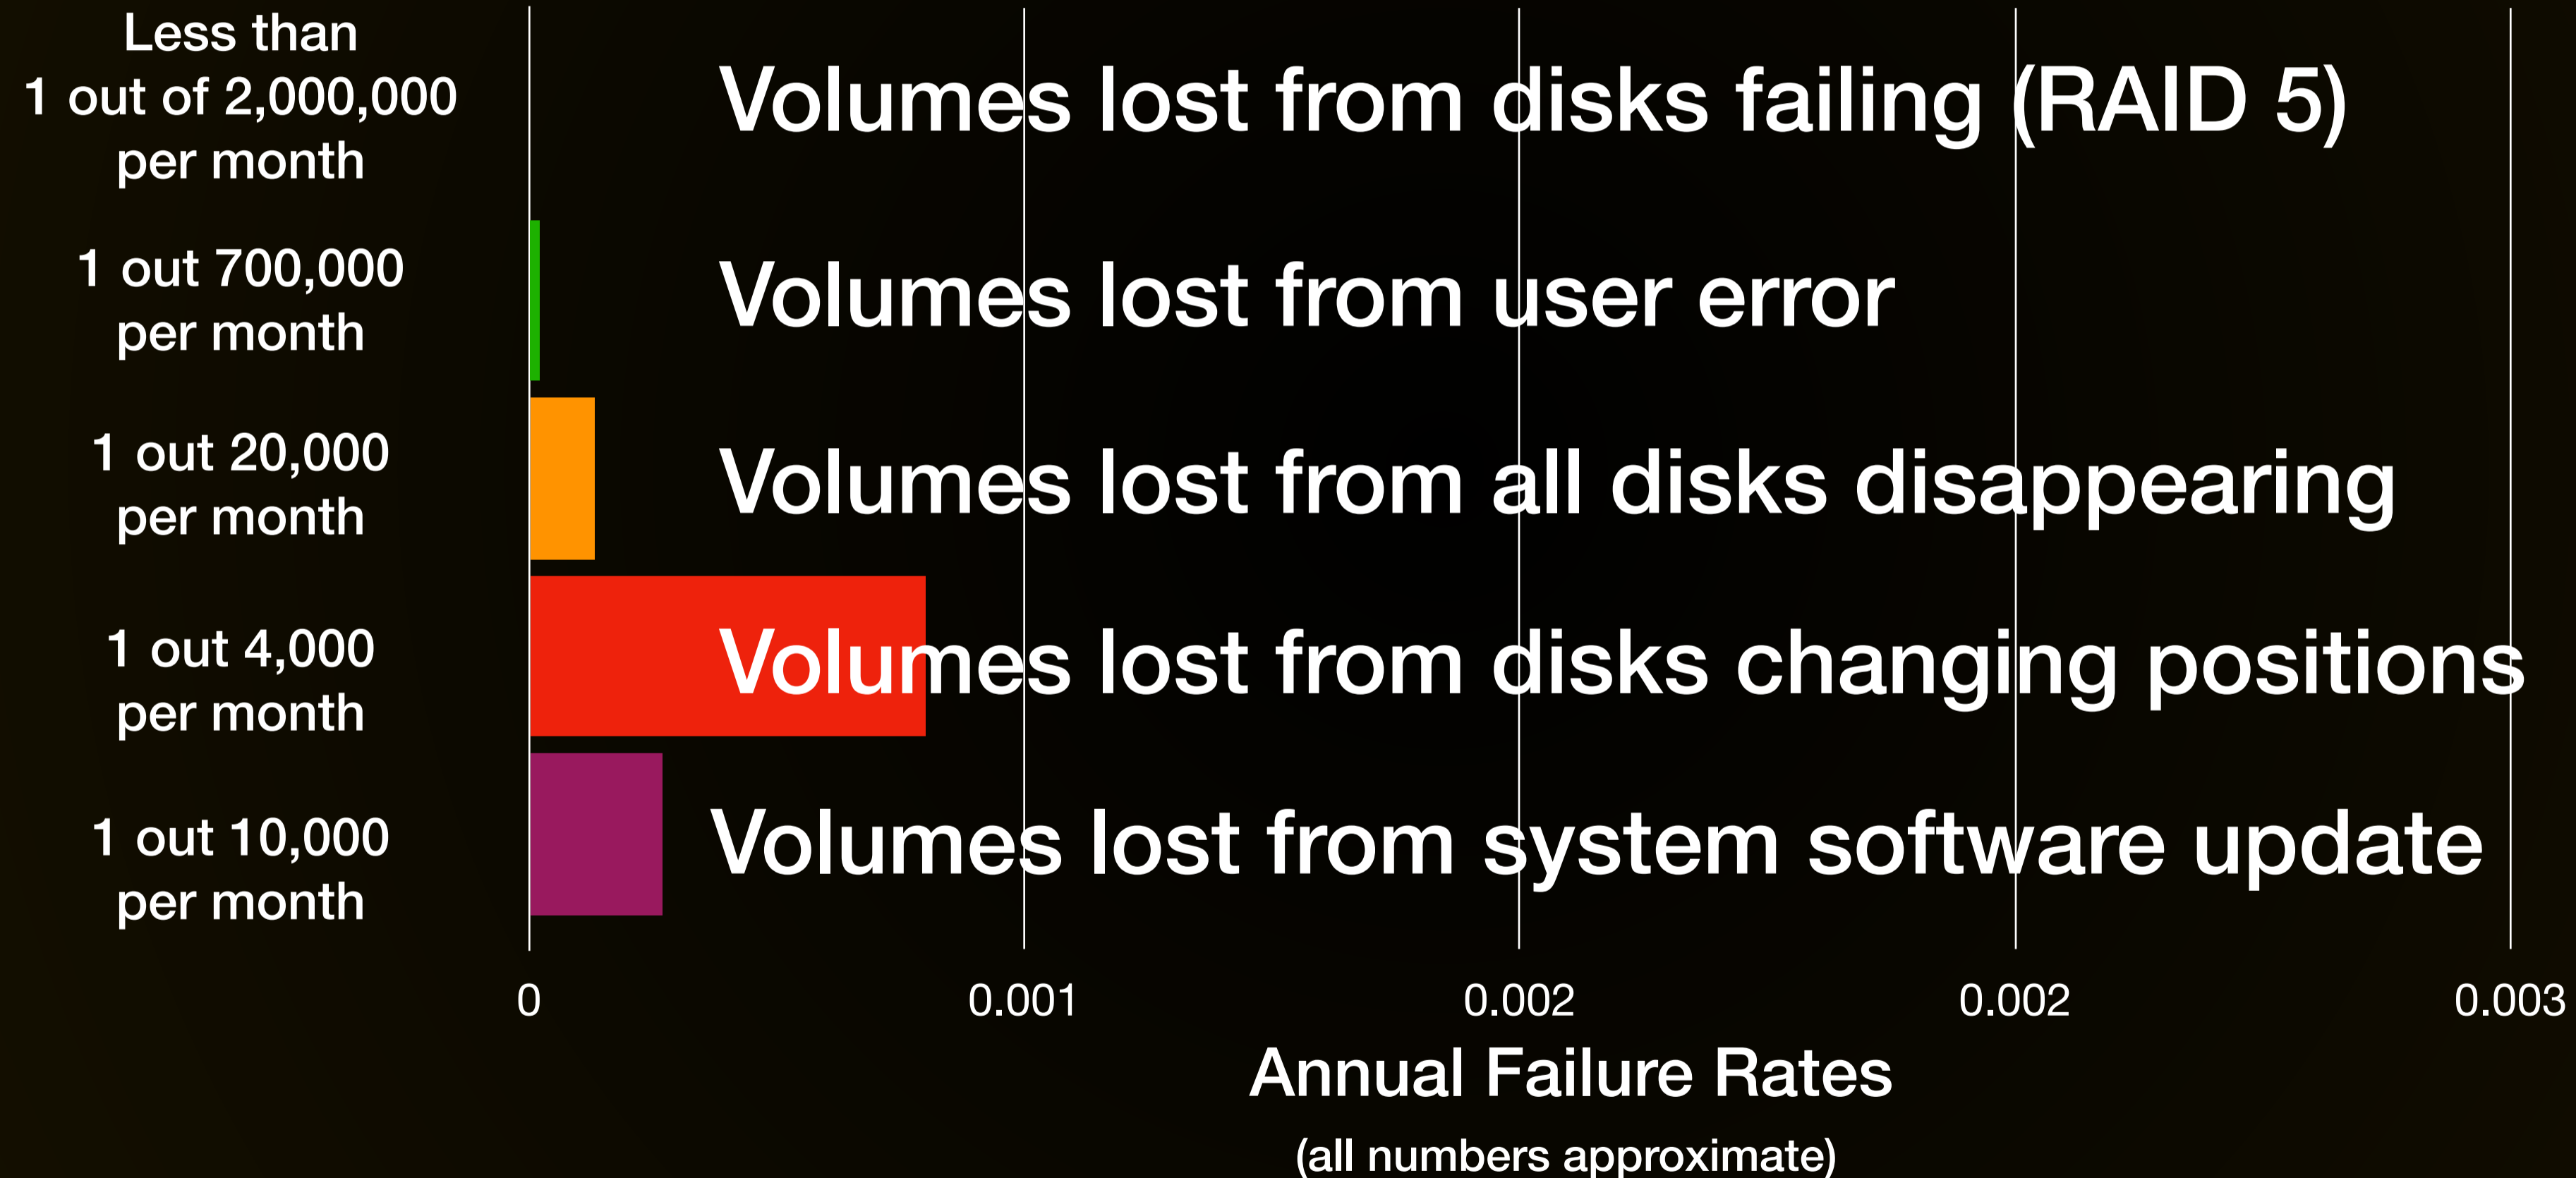 Less than
1 out of 2,000,000
per month
Volumes lost from disks failing (RAID 5)
1 out 700,000
per month
Volumes lost from user error
1 out 20,000
per month
Volumes lost from all disks disappearing
1 out 4,000
per month
Volumes lost from disks changing positions
1 out 10,000
per month
Volumes lost from system software update
0 0.001 0.002 0.002 0.003
Annual Failure Rates
(all numbers approximate)